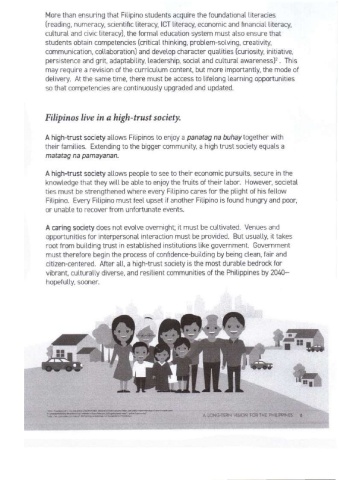 More than ensuring that Filipino students acquire the foundational literacies
(reading, numeracy, scientific literacy, ICT literacy, economic and financial literacy,
cultural and civic literacy), the formal education system must also ensure that
students obtain competencies (critical thinking, problem-solving, creativity,
communication, collaboration) and develop character qualities (curiosity, initiative,
persistence and grit, adaptability, leadership, social and cultural awareness)². This
may require a revision of the curriculum content, but more importantly, the mode of
delivery. At the same time, there must be access to lifelong learning opportunities
so that competencies are continuously upgraded and updated.
Filipinos live in a high-trust society.
A high-trust society allows Filipinos to enjoy a panatag na buhay together with
their families. Extending to the bigger community, a high trust society equals a
matatag na pamayanan.
A high-trust society allows people to see to their economic pursuits, secure in the
knowledge that they will be able to enjoy the fruits of their labor. However, societal
ties must be strengthened where every Filipino cares for the plight of his fellow
Filipino. Every Filipino must feel upset if another Filipino is found hungry and poor,
or unable to recover from unfortunate events.
A caring society does not evolve overnight; it must be cultivated. Venues and
opportunities for interpersonal interaction must be provided. But usually, it takes
root from building trust in established institutions like government. Government
must therefore begin the process of confidence-building by being clean, fair and
citizen-centered. After all, a high-trust society is the most durable bedrock for
vibrant, culturally diverse, and resilient communities of the Philippines by 2040—
hopefully, sooner.
A LONG-TERM VISION FOR THE PHILIPPINES